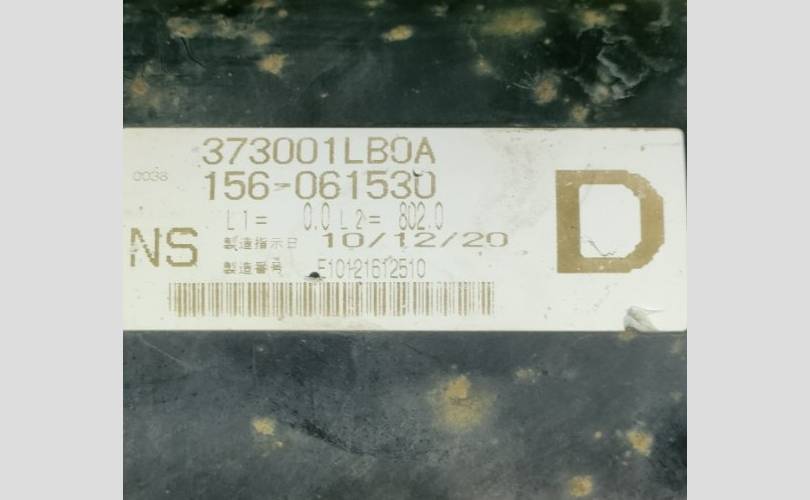 373001LB0A
0038
156-061530
L1= 0.0 L2= 802.0
NS
製造指示日 10/12/20
製造番号 E10121612510
D